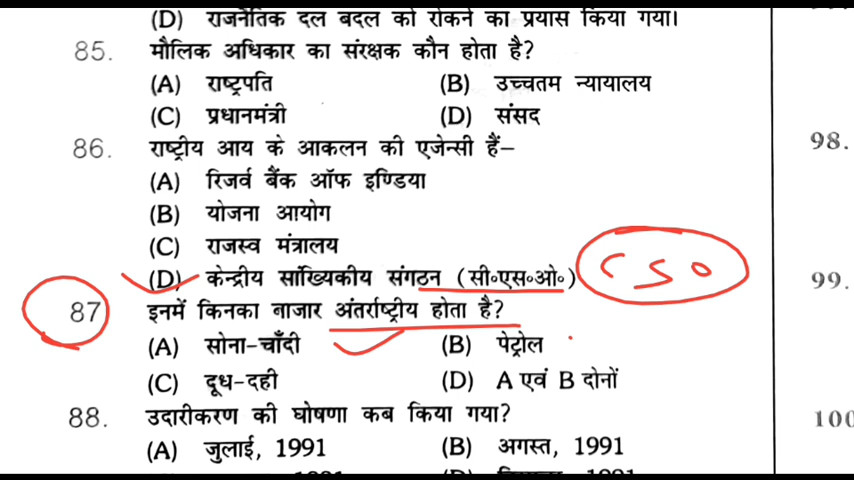 (D) राजनैतिक दल बदल को रोकने का प्रयास किया गया।
85. मौलिक अधिकार का संरक्षक कौन होता है?
(A) राष्ट्रपति (B) उच्चतम न्यायालय
(C) प्रधानमंत्री (D) संसद
86. राष्ट्रीय आय के आकलन की एजेन्सी हैं–
(A) रिजर्व बैंक ऑफ इण्डिया
(B) योजना आयोग
(C) राजस्व मंत्रालय
(D) केन्द्रीय सांख्यिकीय संगठन (सी॰एस॰ओ॰) CSO
87 इनमें किनका बाजार अंतर्राष्ट्रीय होता है?
(A) सोना-चाँदी (B) पेट्रोल
(C) दूध-दही (D) A एवं B दोनों
88. उदारीकरण की घोषणा कब किया गया?
(A) जुलाई, 1991 (B) अगस्त, 1991
98.
99.
100